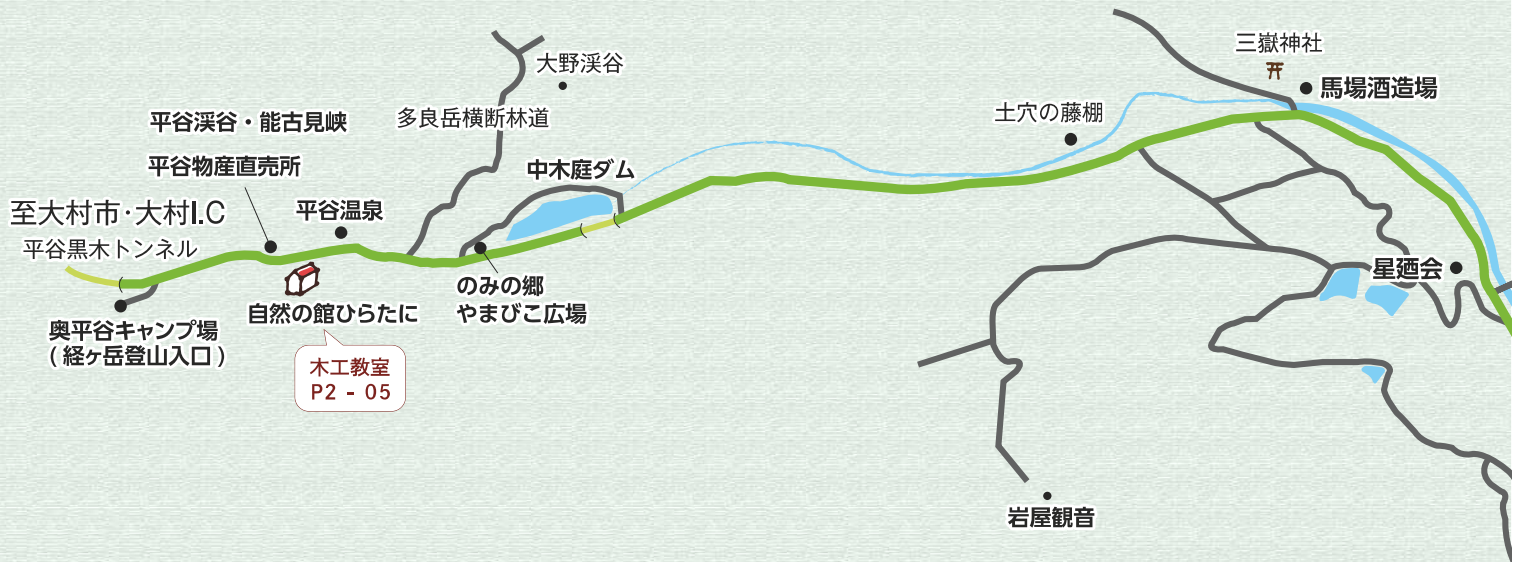 三嶽神社
大野渓谷
馬場酒造場
土穴の藤棚
多良岳横断林道
平谷渓谷・能古見峡
平谷物産直売所
中木庭ダム
至大村市・大村I.C
平谷温泉
平谷黒木トンネル
星廻会
のみの郷
やまびこ広場
自然の館ひらたに
奥平谷キャンプ場
(経ヶ岳登山入口)
木工教室
P2 - 05
岩屋観音